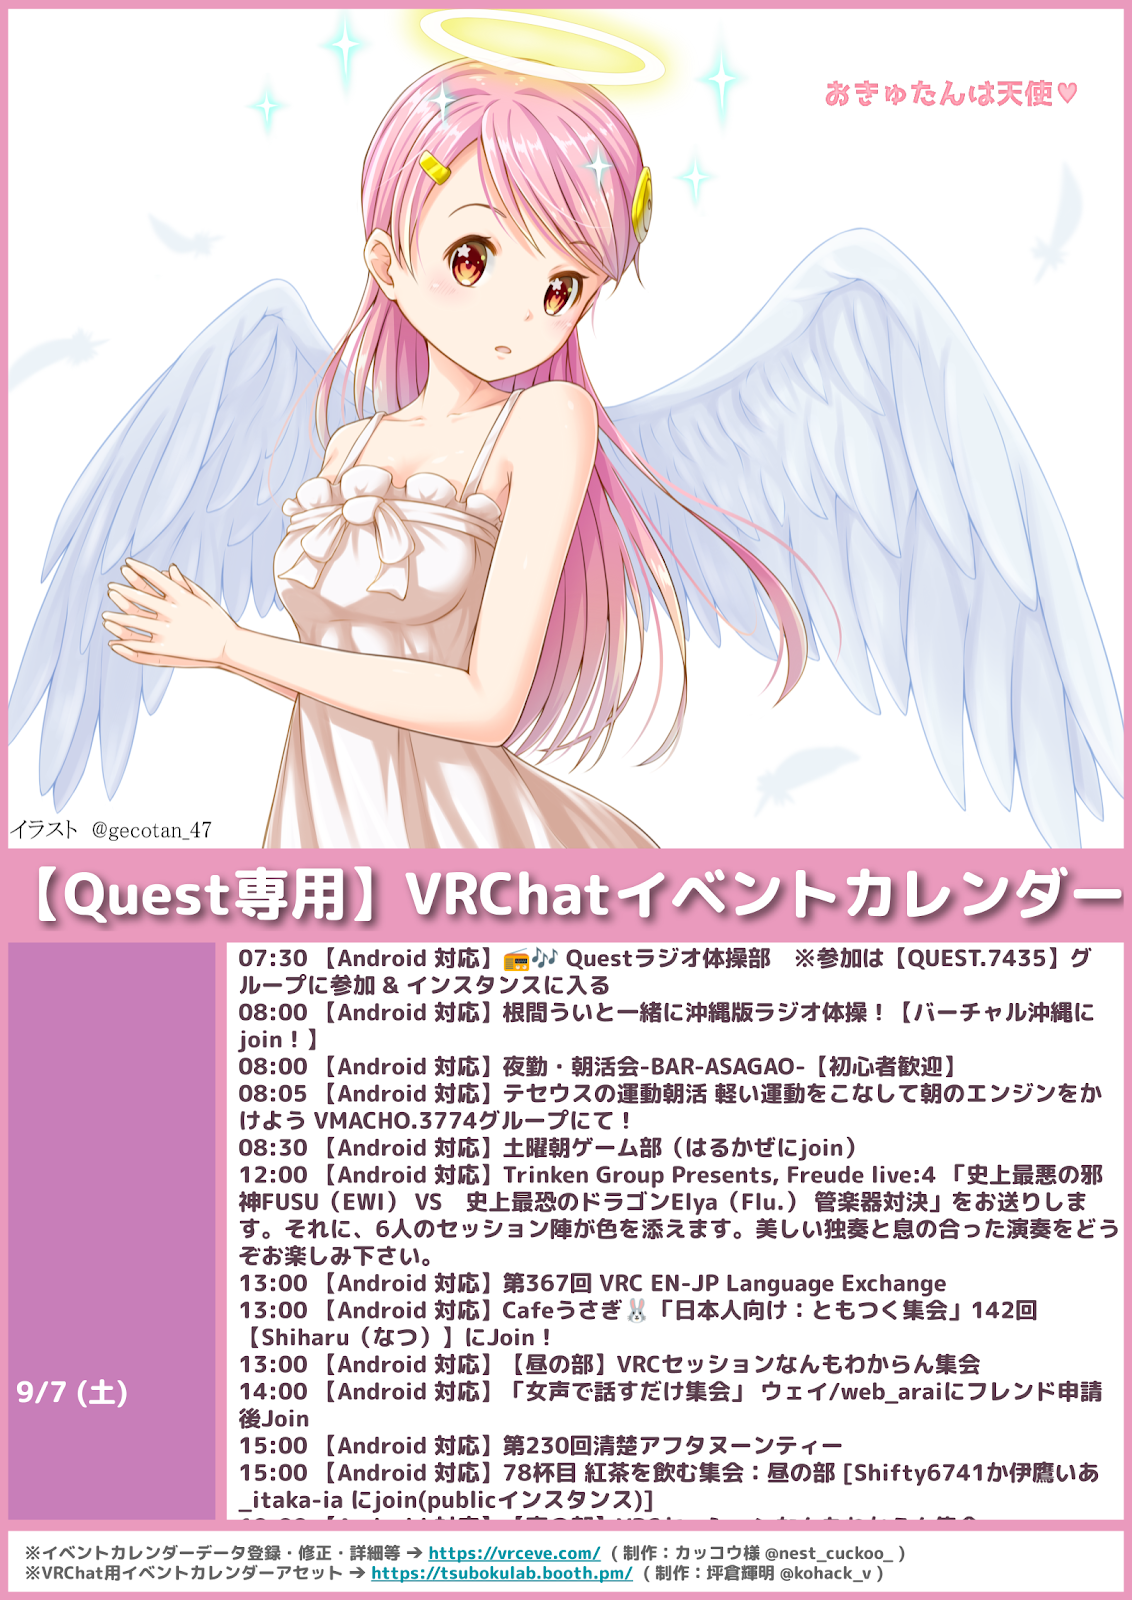 おきゅたんは天使♥
イラスト @gecotan_47
【Quest専用】VRChatイベントカレンダー
9/7 (土)
07:30 【Android 対応】📻🎶 Questラジオ体操部　※参加は【QUEST.7435】グ
ループに参加 & インスタンスに入る
08:00 【Android 対応】根間ういと一緒に沖縄版ラジオ体操！【バーチャル沖縄に
join！】
08:00 【Android 対応】夜勤・朝活会-BAR-ASAGAO-【初心者歓迎】
08:05 【Android 対応】テセウスの運動朝活 軽い運動をこなして朝のエンジンをか
けよう VMACHO.3774グループにて！
08:30 【Android 対応】土曜朝ゲーム部（はるかぜにjoin）
12:00 【Android 対応】Trinken Group Presents, Freude live:4 「史上最悪の邪
神FUSU（EWI） VS　史上最恐のドラゴンElya（Flu.） 管楽器対決」をお送りしま
す。それに、6人のセッション陣が色を添えます。美しい独奏と息の合った演奏をどう
ぞお楽しみ下さい。
13:00 【Android 対応】第367回 VRC EN-JP Language Exchange
13:00 【Android 対応】Cafeうさぎ🐰「日本人向け：ともつく集会」142回
【Shiharu（なつ）】にJoin！
13:00 【Android 対応】【昼の部】VRCセッションなんもわからん集会
14:00 【Android 対応】「女声で話すだけ集会」 ウェイ/web_araiにフレンド申請
後Join
15:00 【Android 対応】第230回清楚アフタヌーンティー
15:00 【Android 対応】78杯目 紅茶を飲む集会：昼の部 [Shifty6741か伊鷹いあ
_itaka-ia にjoin(publicインスタンス)]
※イベントカレンダーデータ登録・修正・詳細等 → https://vrceve.com/ （ 制作：カッコウ様 @nest_cuckoo_ ）
※VRChat用イベントカレンダーアセット → https://tsubokulab.booth.pm/ （ 制作：坪倉輝明 @kohack_v ）